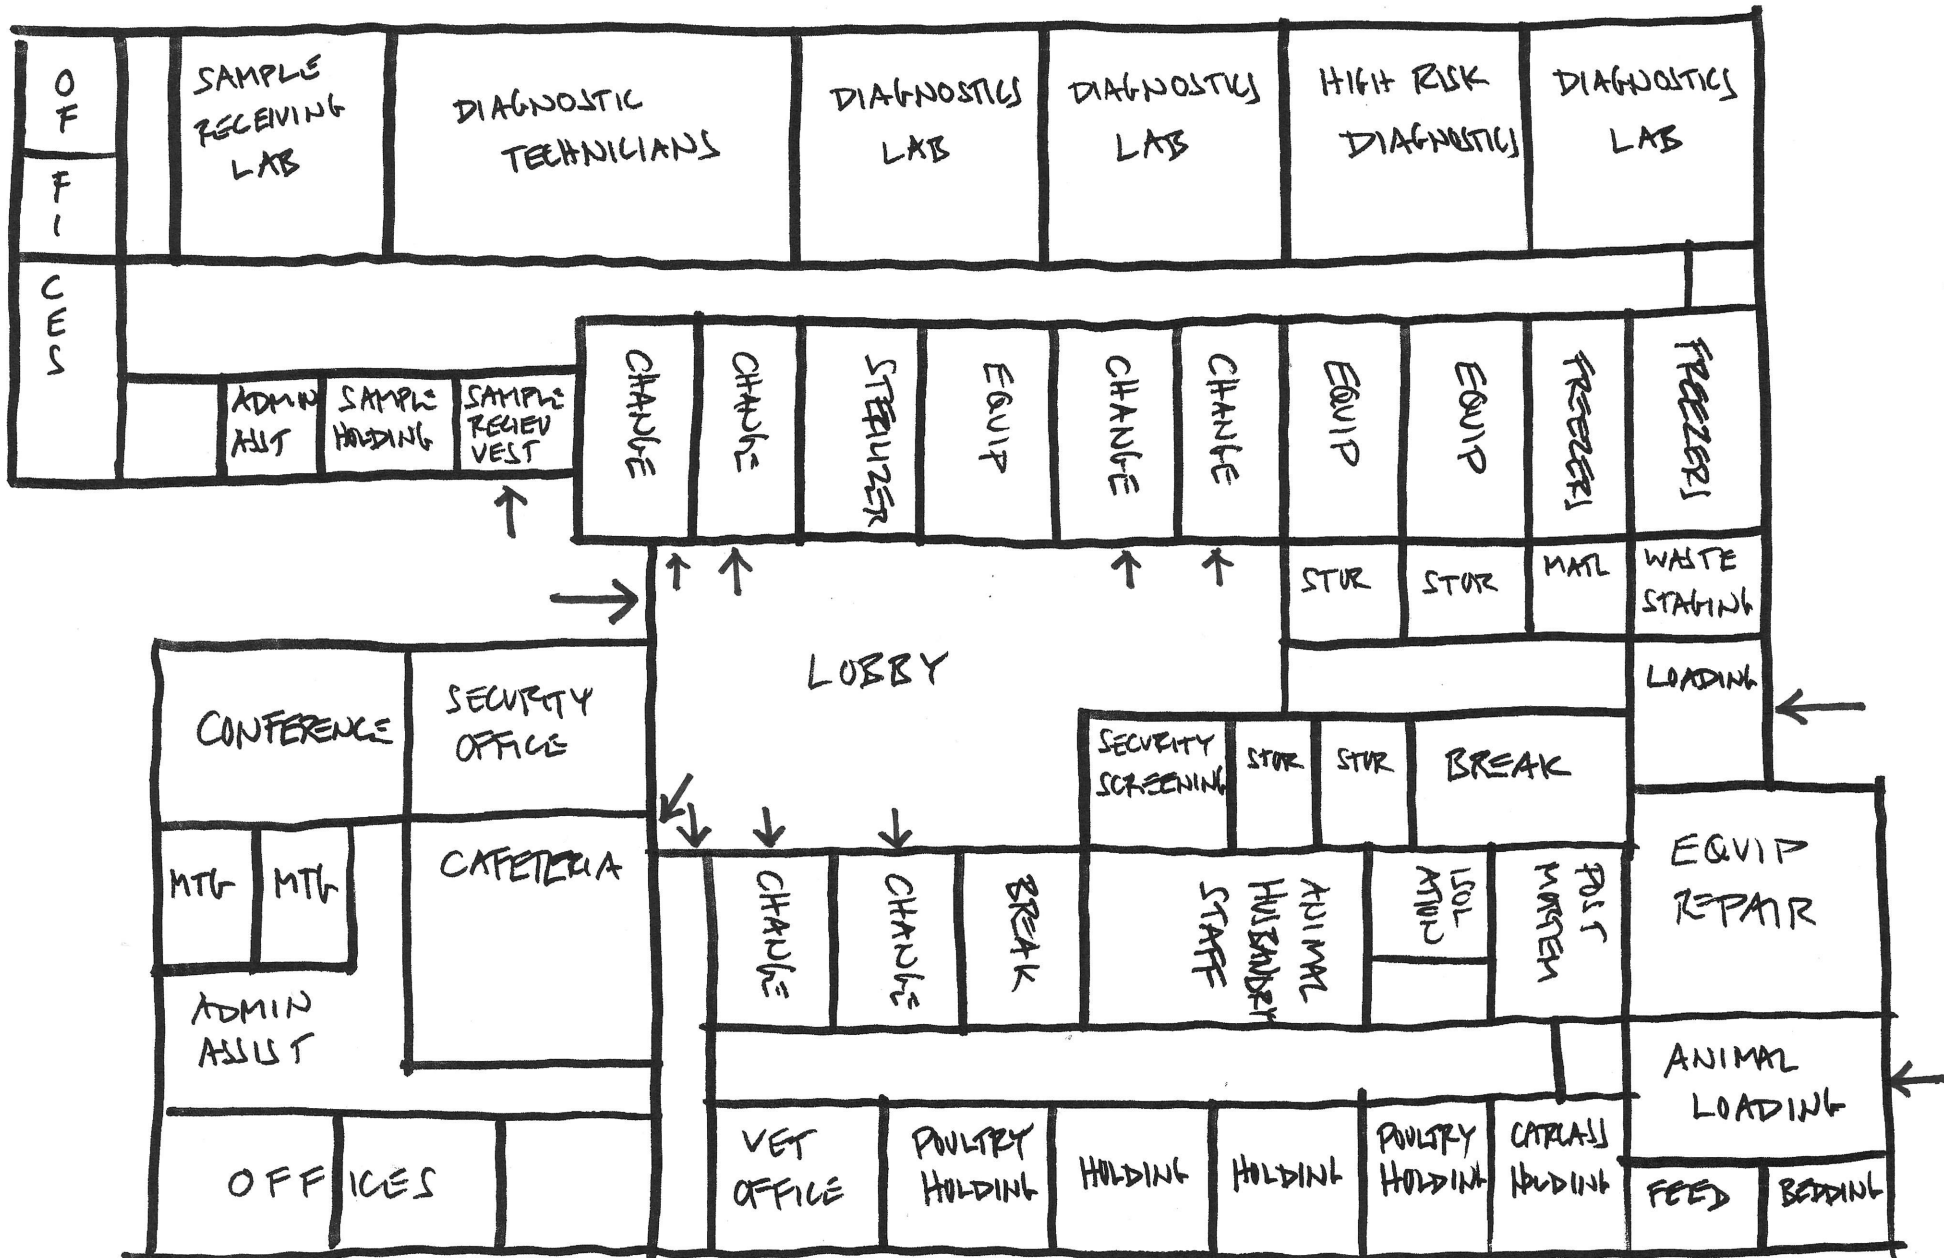 OFFICES
SAMPLE
RECEIVING
LAB
DIAGNOSTIC
TECHNICIANS
DIAGNOSTICS
LAB
DIAGNOSTICS
LAB
HIGH RISK
DIAGNOSTICS
DIAGNOSTICS
LAB
ADMIN
ASST
SAMPLE
HOLDING
SAMPLE
RECIEV
VEST
CHANGE
CHANGE
STERILIZER
EQUIP
CHANGE
CHANGE
EQUIP
EQUIP
FREEZERS
FREEZERS
STOR
STOR
MATL
WASTE
STAGING
LOBBY
LOADING
CONFERENCE
SECURITY
OFFICE
SECURITY
SCREENING
STOR
STOR
BREAK
MTG
MTG
CAFETERIA
CHANGE
CHANGE
BREAK
ANIMAL
HUSBANDRY
STAFF
ISOL
ATION
POST
MORTEM
EQUIP
REPAIR
ADMIN
ASSIST
ANIMAL
LOADING
OFFICES
VET
OFFICE
POULTRY
HOLDING
HOLDING
HOLDING
POULTRY
HOLDING
CARCASS
HOLDING
FEED
BEDDING